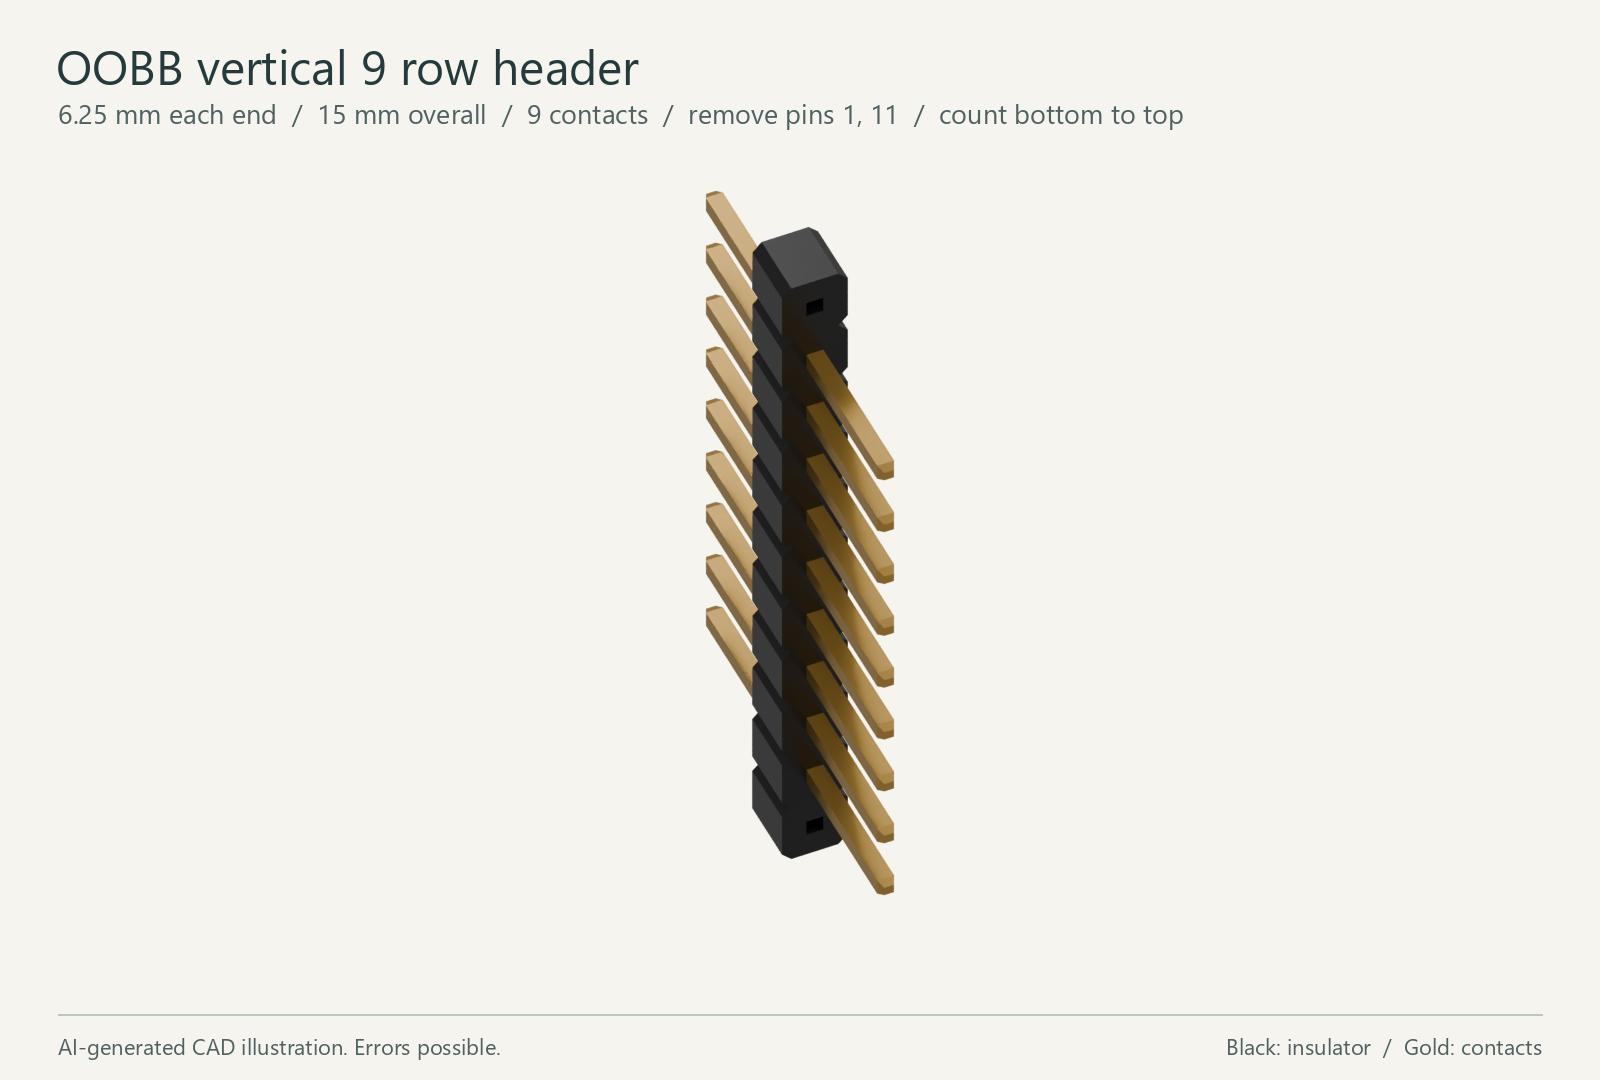 OOBB vertical 9 row header
6.25 mm each end / 15 mm overall / 9 contacts / remove pins 1, 11 / count bottom to top
AI-generated CAD illustration. Errors possible.
Black: insulator / Gold: contacts